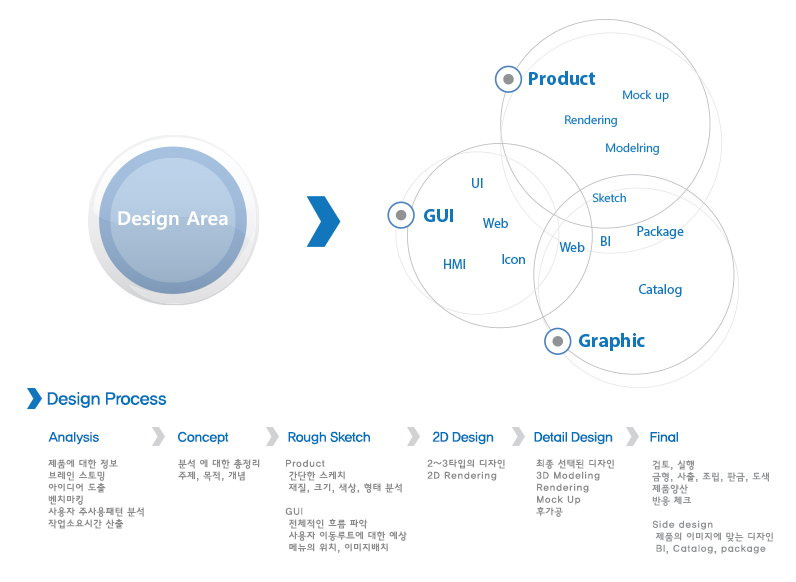 Design Area
Product
Mock up
Rendering
Modelring
Sketch
GUI
UI
Web
HMI
Icon
Web
BI
Package
Catalog
Graphic
Design Process
Analysis
제품에 대한 정보
브레인 스토밍
아이디어 도출
벤치마킹
사용자 주사용패턴 분석
작업소요시간 산출
Concept
분석 에 대한 총정리
주제, 목적, 개념
Rough Sketch
Product
간단한 스케치
재질, 크기, 색상, 형태 분석
GUI
전체적인 흐름 파악
사용자 이동루트에 대한 예상
메뉴의 위치, 이미지배치
2D Design
2~3타입의 디자인
2D Rendering
Detail Design
최종 선택된 디자인
3D Modeling
Rendering
Mock Up
후가공
Final
검토, 실행
금형, 사출, 조립, 판금, 도색
제품양산
반응 체크
Side design
제품의 이미지에 맞는 디자인
BI, Catalog, package